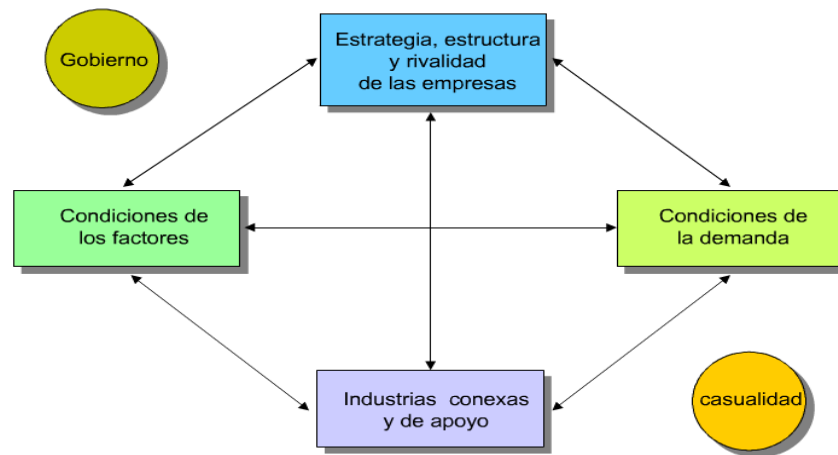 Gobierno
Estrategia, estructura
y rivalidad
de las empresas
Condiciones de
los factores
Condiciones de
la demanda
Industrias conexas
y de apoyo
casualidad